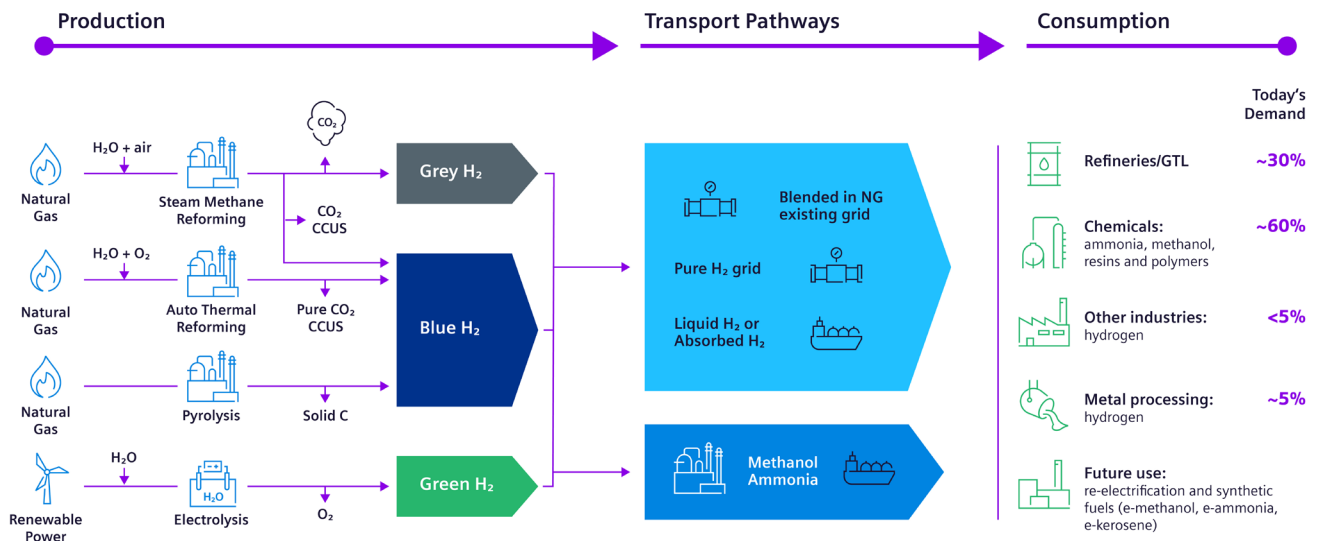 Production
Transport Pathways
Consumption
Today’s
Demand
H₂O + air
CO₂
Natural
Gas
Steam Methane
Reforming
CO₂
CCUS
Grey H₂
H₂O + O₂
Natural
Gas
Auto Thermal
Reforming
Pure CO₂
CCUS
Blue H₂
Natural
Gas
Pyrolysis
Solid C
H₂O
Renewable
Power
H₂O
Electrolysis
O₂
Green H₂
Blended in NG
existing grid
Pure H₂ grid
Liquid H₂ or
Absorbed H₂
Methanol
Ammonia
Refineries/GTL
~30%
Chemicals:
~60%
ammonia, methanol,
resins and polymers
Other industries:
<5%
hydrogen
Metal processing:
~5%
hydrogen
Future use:
re-electrification and synthetic
fuels (e-methanol, e-ammonia,
e-kerosene)